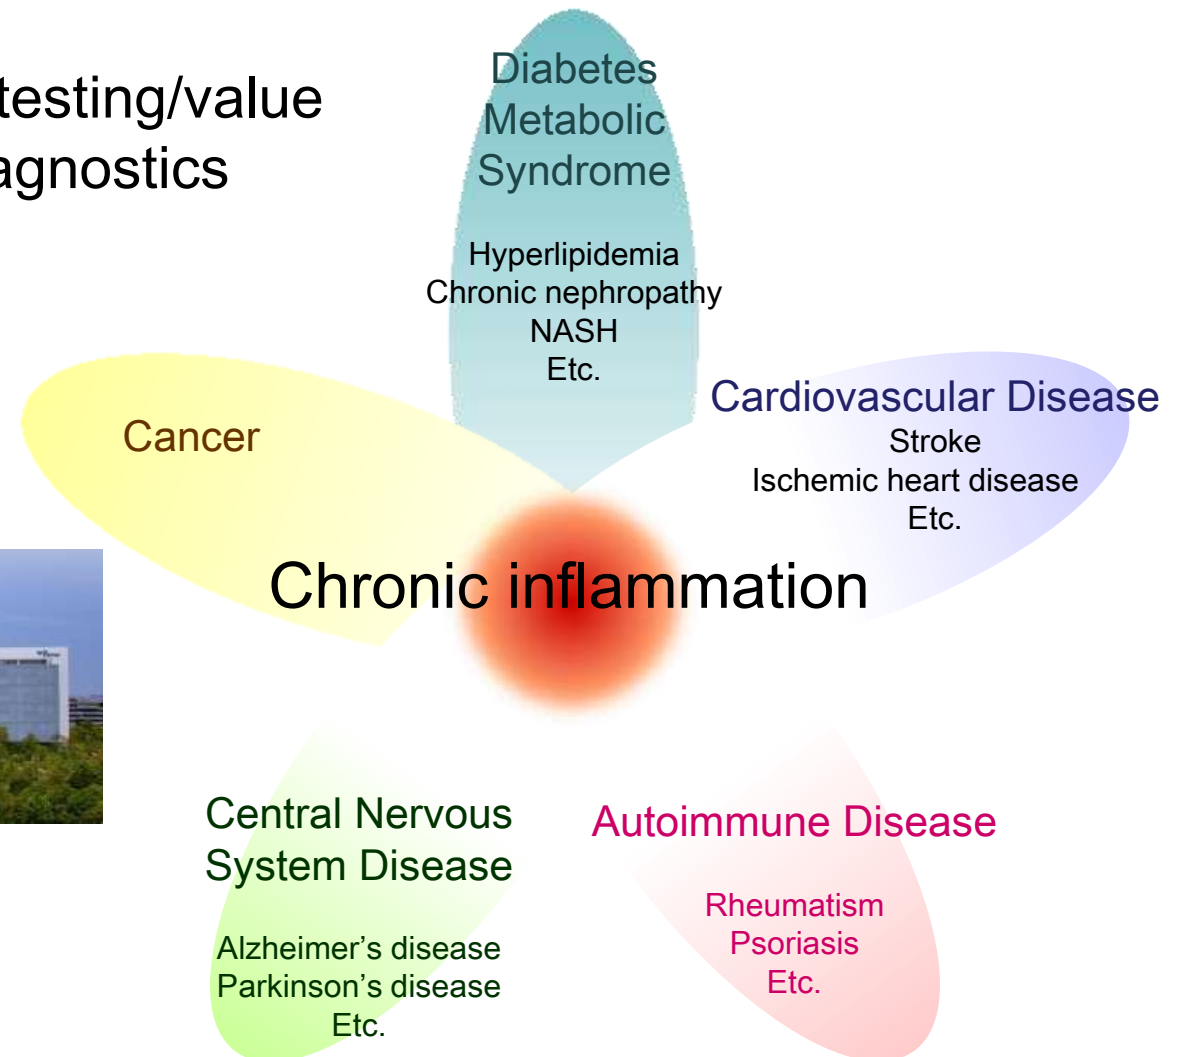 testing/value
agnostics
Diabetes
Metabolic
Syndrome
Hyperlipidemia
Chronic nephropathy
NASH
Etc.
Cancer
Cardiovascular Disease
Stroke
Ischemic heart disease
Etc.
Chronic inflammation
Central Nervous
System Disease
Alzheimer’s disease
Parkinson’s disease
Etc.
Autoimmune Disease
Rheumatism
Psoriasis
Etc.